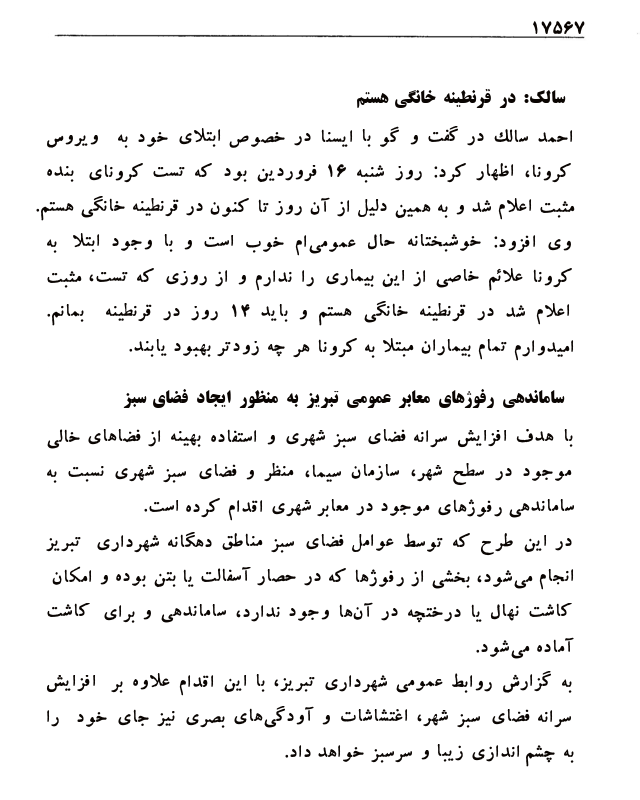 ۱۷۵۶۷
سالک: در قرنطینه خانگی هستم
احمد سالك در گفت و گو با ایسنا در خصوص ابتلای خود به ویروس
کرونا، اظهار کرد: روز شنبه ۱۶ فروردین بود که تست کرونای بنده
مثبت اعلام شد و به همین دلیل از آن روز تا کنون در قرنطینه خانگی هستم.
وی افزود: خوشبختانه حال عمومی‌ام خوب است و با وجود ابتلا به
کرونا علائم خاصی از این بیماری را ندارم و از روزی که تست، مثبت
اعلام شد در قرنطینه خانگی هستم و باید ۱۴ روز در قرنطینه بمانم.
امیدوارم تمام بیماران مبتلا به کرونا هر چه زودتر بهبود یابند.
ساماندهی رفوژهای معابر عمومی تبریز به منظور ایجاد فضای سبز
با هدف افزایش سرانه فضای سبز شهری و استفاده بهینه از فضاهای خالی
موجود در سطح شهر، سازمان سیما، منظر و فضای سبز شهری نسبت به
ساماندهی رفوژهای موجود در معابر شهری اقدام کرده است.
در این طرح که توسط عوامل فضای سبز مناطق دهگانه شهرداری تبریز
انجام می‌شود، بخشی از رفوژها که در حصار آسفالت یا بتن بوده و امکان
کاشت نهال یا درختچه در آن‌ها وجود ندارد، ساماندهی و برای کاشت
آماده می‌شود.
به گزارش روابط عمومی شهرداری تبریز، با این اقدام علاوه بر افزایش
سرانه فضای سبز شهر، اغتشاشات و آودگی‌های بصری نیز جای خود را
به چشم اندازی زیبا و سرسبز خواهد داد.